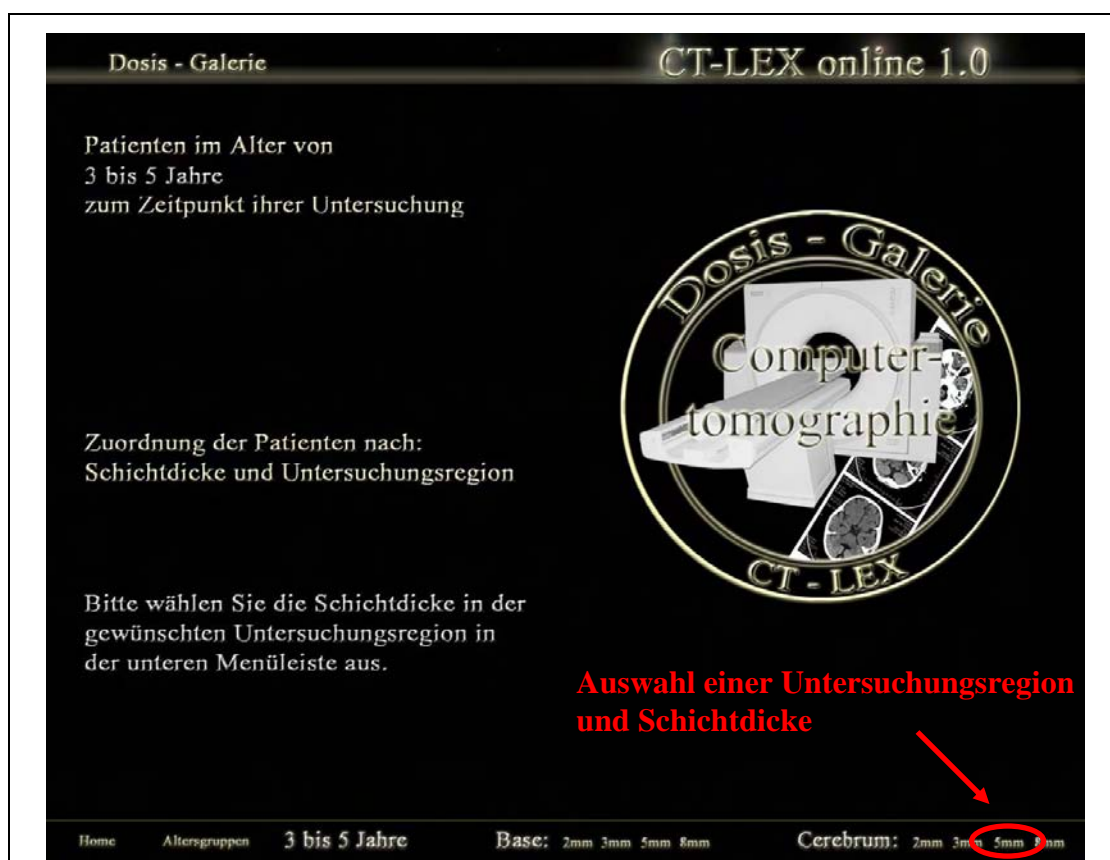 Dosis - Galerie
CT-LEX online 1.0
Patienten im Alter von
3 bis 5 Jahre
zum Zeitpunkt ihrer Untersuchung
Dosis - Galerie
Computer-
tomographie
CT - LEX
Zuordnung der Patienten nach:
Schichtdicke und Untersuchungsregion
Bitte wählen Sie die Schichtdicke in der
gewünschten Untersuchungsregion in
der unteren Menüleiste aus.
Auswahl einer Untersuchungsregion
und Schichtdicke
Home Altersgruppen 3 bis 5 Jahre Base: 2mm 3mm 5mm 8mm Cerebrum: 2mm 3mm 5mm 8mm